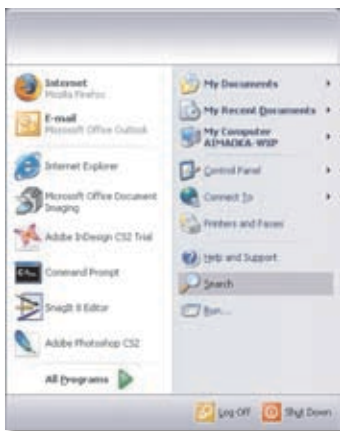 Internet
Mozilla Firefox
E-mail
Microsoft Office Outlook
Internet Explorer
Microsoft Office Document
Imaging
Adobe InDesign CS2 Trial
Command Prompt
SnagIt 8 Editor
Adobe Photoshop CS2
All Programs
My Documents
My Recent Documents
My Computer
AIMAOKA-WXP
Control Panel
Connect To
Printers and Faxes
Help and Support
Search
Run...
Log Off
Shut Down